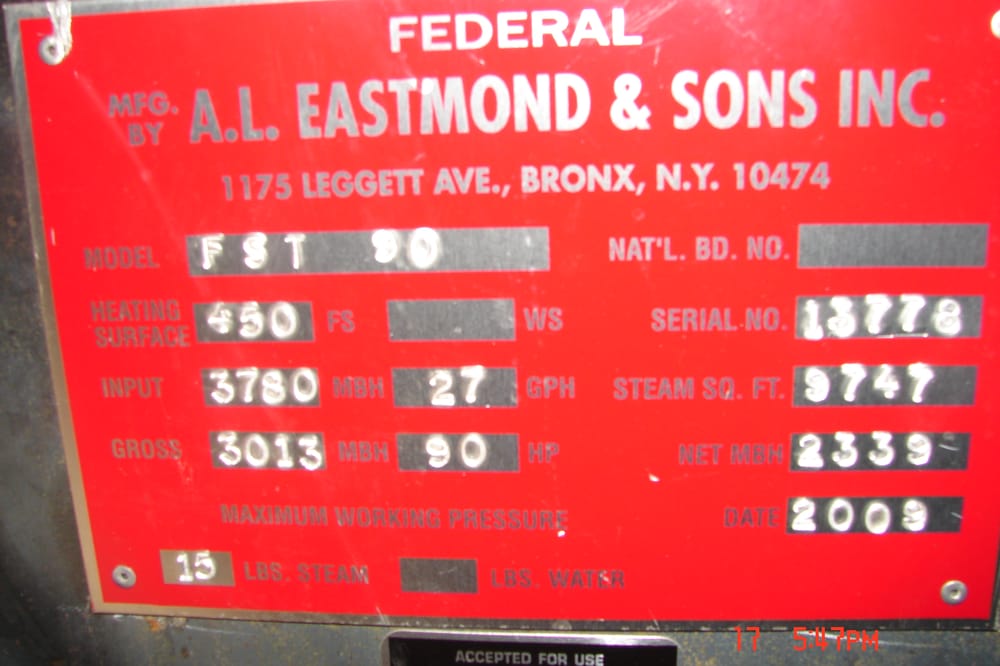 FEDERAL
MFG. BY A.L. EASTMOND & SONS INC.
1175 LEGGETT AVE., BRONX, N.Y. 10474
MODEL FST 90 NAT'L. BD. NO.
HEATING SURFACE 450 FS WS SERIAL NO. 13778
INPUT 3780 MBH 27 GPH STEAM SQ. FT. 9747
GROSS 3013 MBH 90 HP NET MBH 2339
MAXIMUM WORKING PRESSURE DATE 2009
15 LBS. STEAM LBS. WATER
17 5:47PM
ACCEPTED FOR USE